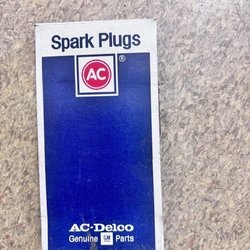 Spark Plugs
AC
®
AC-Delco
Genuine GM Parts